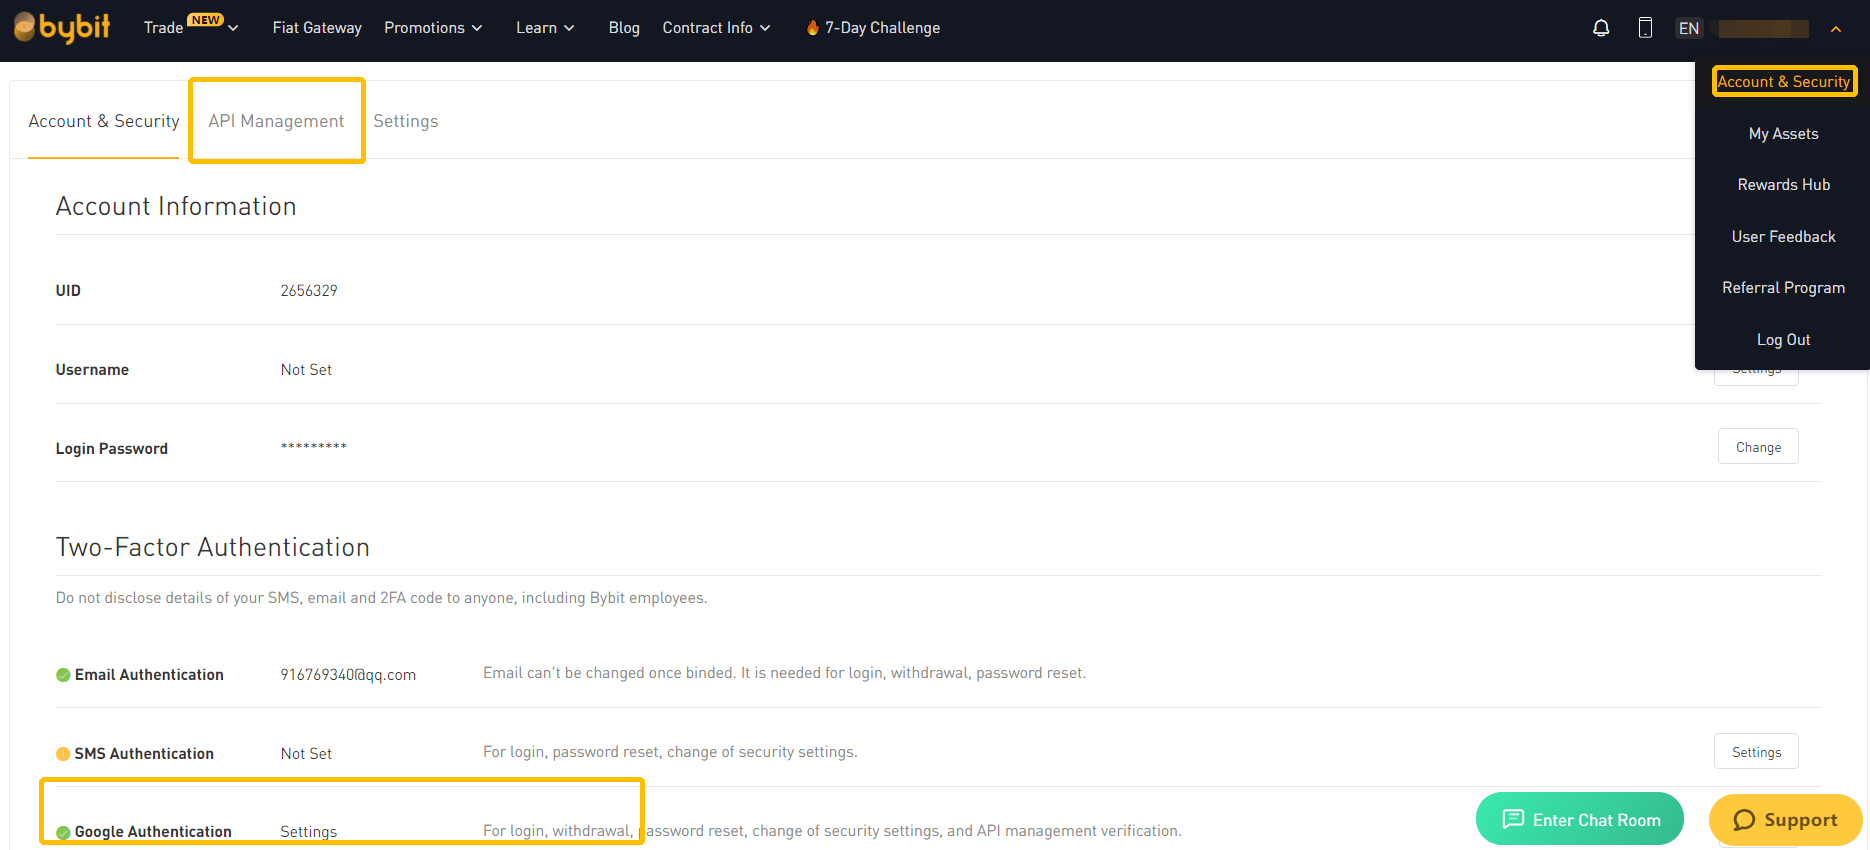 bybit Trade NEW Fiat Gateway Promotions Learn Blog Contract Info 7-Day Challenge EN
Account & Security
My Assets
Rewards Hub
User Feedback
Referral Program
Log Out
Account & Security API Management Settings
Account Information
UID 2656329
Username Not Set Settings
Login Password ********* Change
Two-Factor Authentication
Do not disclose details of your SMS, email and 2FA code to anyone, including Bybit employees.
Email Authentication 916769340@qq.com Email can't be changed once binded. It is needed for login, withdrawal, password reset.
SMS Authentication Not Set For login, password reset, change of security settings. Settings
Google Authentication Settings For login, withdrawal, password reset, change of security settings, and API management verification.
Enter Chat Room Support